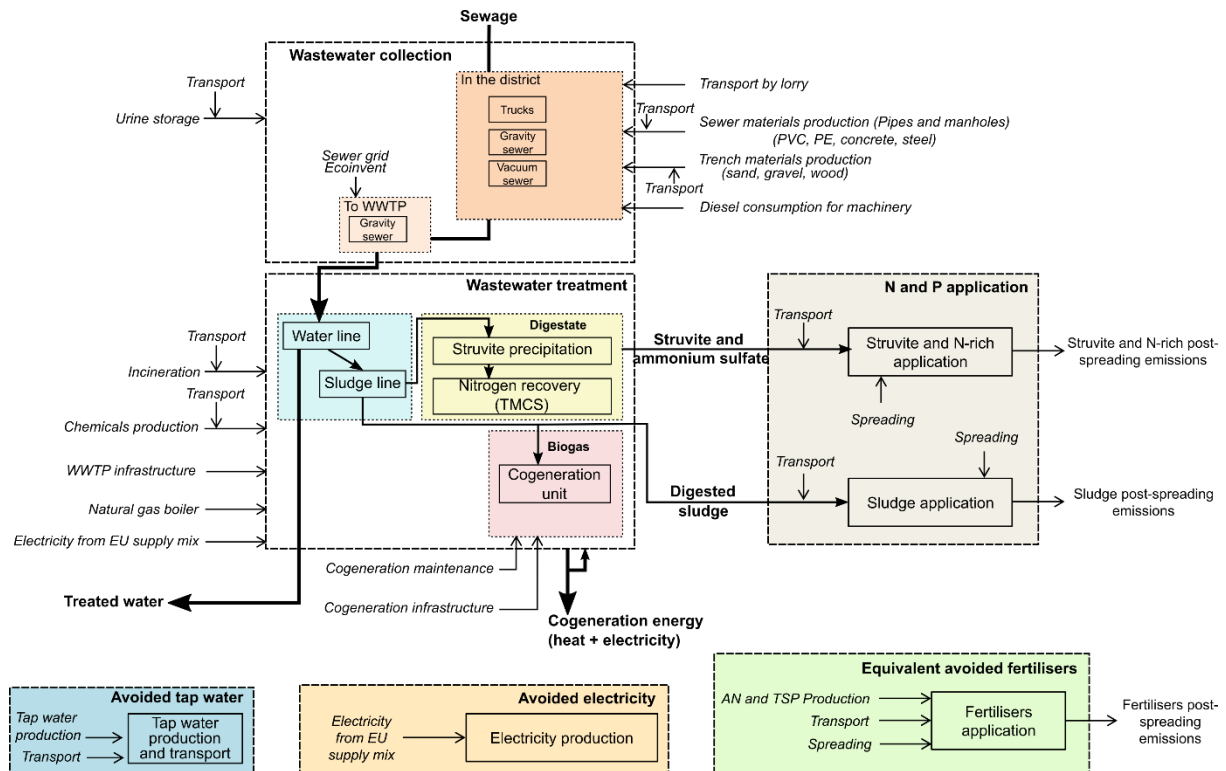 Sewage
Wastewater collection
In the district
Trucks
Gravity
sewer
Vacuum
sewer
Transport
Urine storage
Sewer grid
Ecoinvent
To WWTP
Gravity
sewer
Transport by lorry
Transport
Sewer materials production (Pipes and manholes)
(PVC, PE, concrete, steel)
Trench materials production
(sand, gravel, wood)
Transport
Diesel consumption for machinery
Wastewater treatment
Water line
Sludge line
Digestate
Struvite precipitation
Nitrogen recovery
(TMCS)
Biogas
Cogeneration
unit
Transport
Incineration
Transport
Chemicals production
WWTP infrastructure
Natural gas boiler
Electricity from EU supply mix
Cogeneration maintenance
Cogeneration infrastructure
Treated water
Cogeneration energy
(heat + electricity)
Struvite and
ammonium sulfate
Digested
sludge
N and P application
Transport
Struvite and N-rich
application
Spreading
Spreading
Transport
Sludge application
Struvite and N-rich post-
spreading emissions
Sludge post-spreading
emissions
Avoided tap water
Tap water
production
Transport
Tap water
production
and transport
Avoided electricity
Electricity
from EU
supply mix
Electricity production
Equivalent avoided fertilisers
AN and TSP Production
Transport
Spreading
Fertilisers
application
Fertilisers post-
spreading
emissions